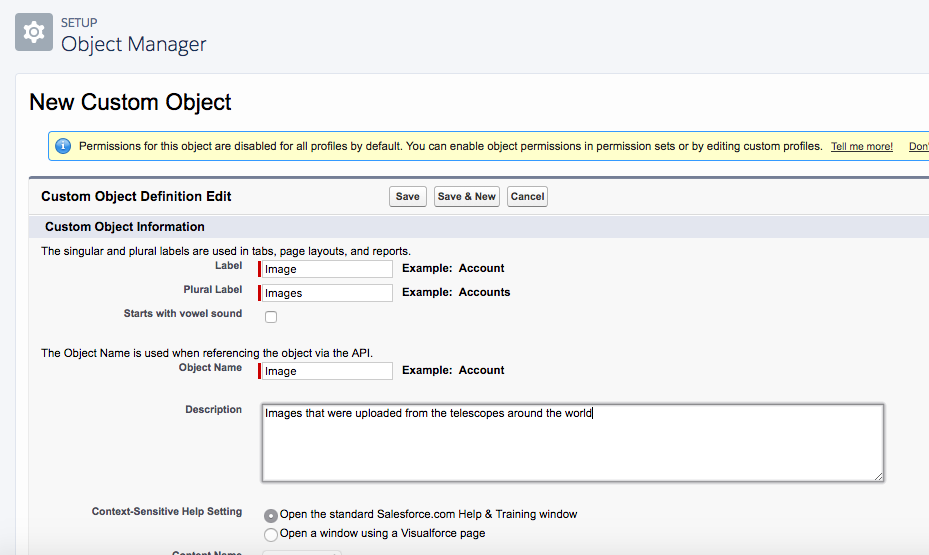 SETUP
Object Manager
New Custom Object
Permissions for this object are disabled for all profiles by default. You can enable object permissions in permission sets or by editing custom profiles. Tell me more! Don'
Custom Object Definition Edit Save Save & New Cancel
Custom Object Information
The singular and plural labels are used in tabs, page layouts, and reports.
Label Image Example: Account
Plural Label Images Example: Accounts
Starts with vowel sound
The Object Name is used when referencing the object via the API.
Object Name Image Example: Account
Description Images that were uploaded from the telescopes around the world
Context-Sensitive Help Setting Open the standard Salesforce.com Help & Training window
Open a window using a Visualforce page
Content Name